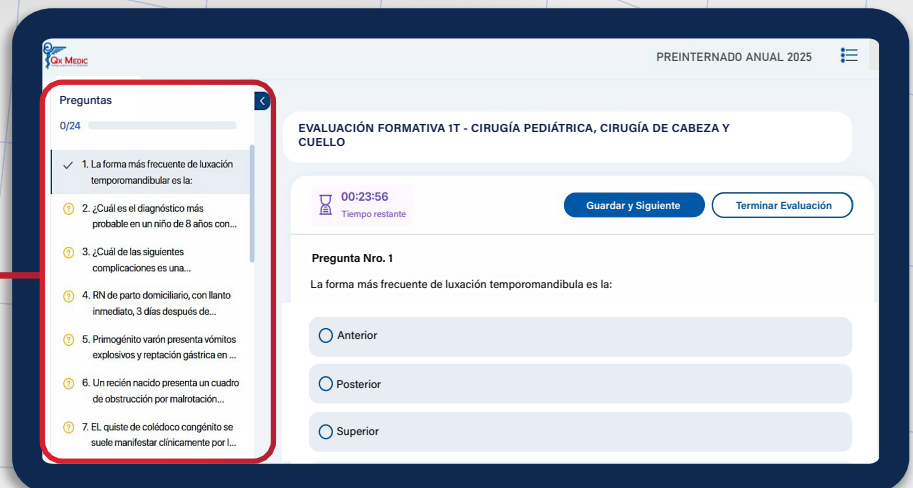 QX MEDIC
PREINTERNADO ANUAL 2025
Preguntas
0/24
1. La forma más frecuente de luxación
temporomandibular es la:
2. ¿Cuál es el diagnóstico más
probable en un niño de 8 años con...
3. ¿Cuál de las siguientes
complicaciones es una...
4. RN de parto domiciliario, con llanto
inmediato, 3 días después de...
5. Primogénito varón presenta vómitos
explosivos y reptación gástrica en ...
6. Un recién nacido presenta un cuadro
de obstrucción por malrotación...
7. EL quiste de colédoco congénito se
suele manifestar clínicamente por l...
EVALUACIÓN FORMATIVA 1T - CIRUGÍA PEDIÁTRICA, CIRUGÍA DE CABEZA Y
CUELLO
00:23:56
Tiempo restante
Guardar y Siguiente
Terminar Evaluación
Pregunta Nro. 1
La forma más frecuente de luxación temporomandibula es la:
Anterior
Posterior
Superior